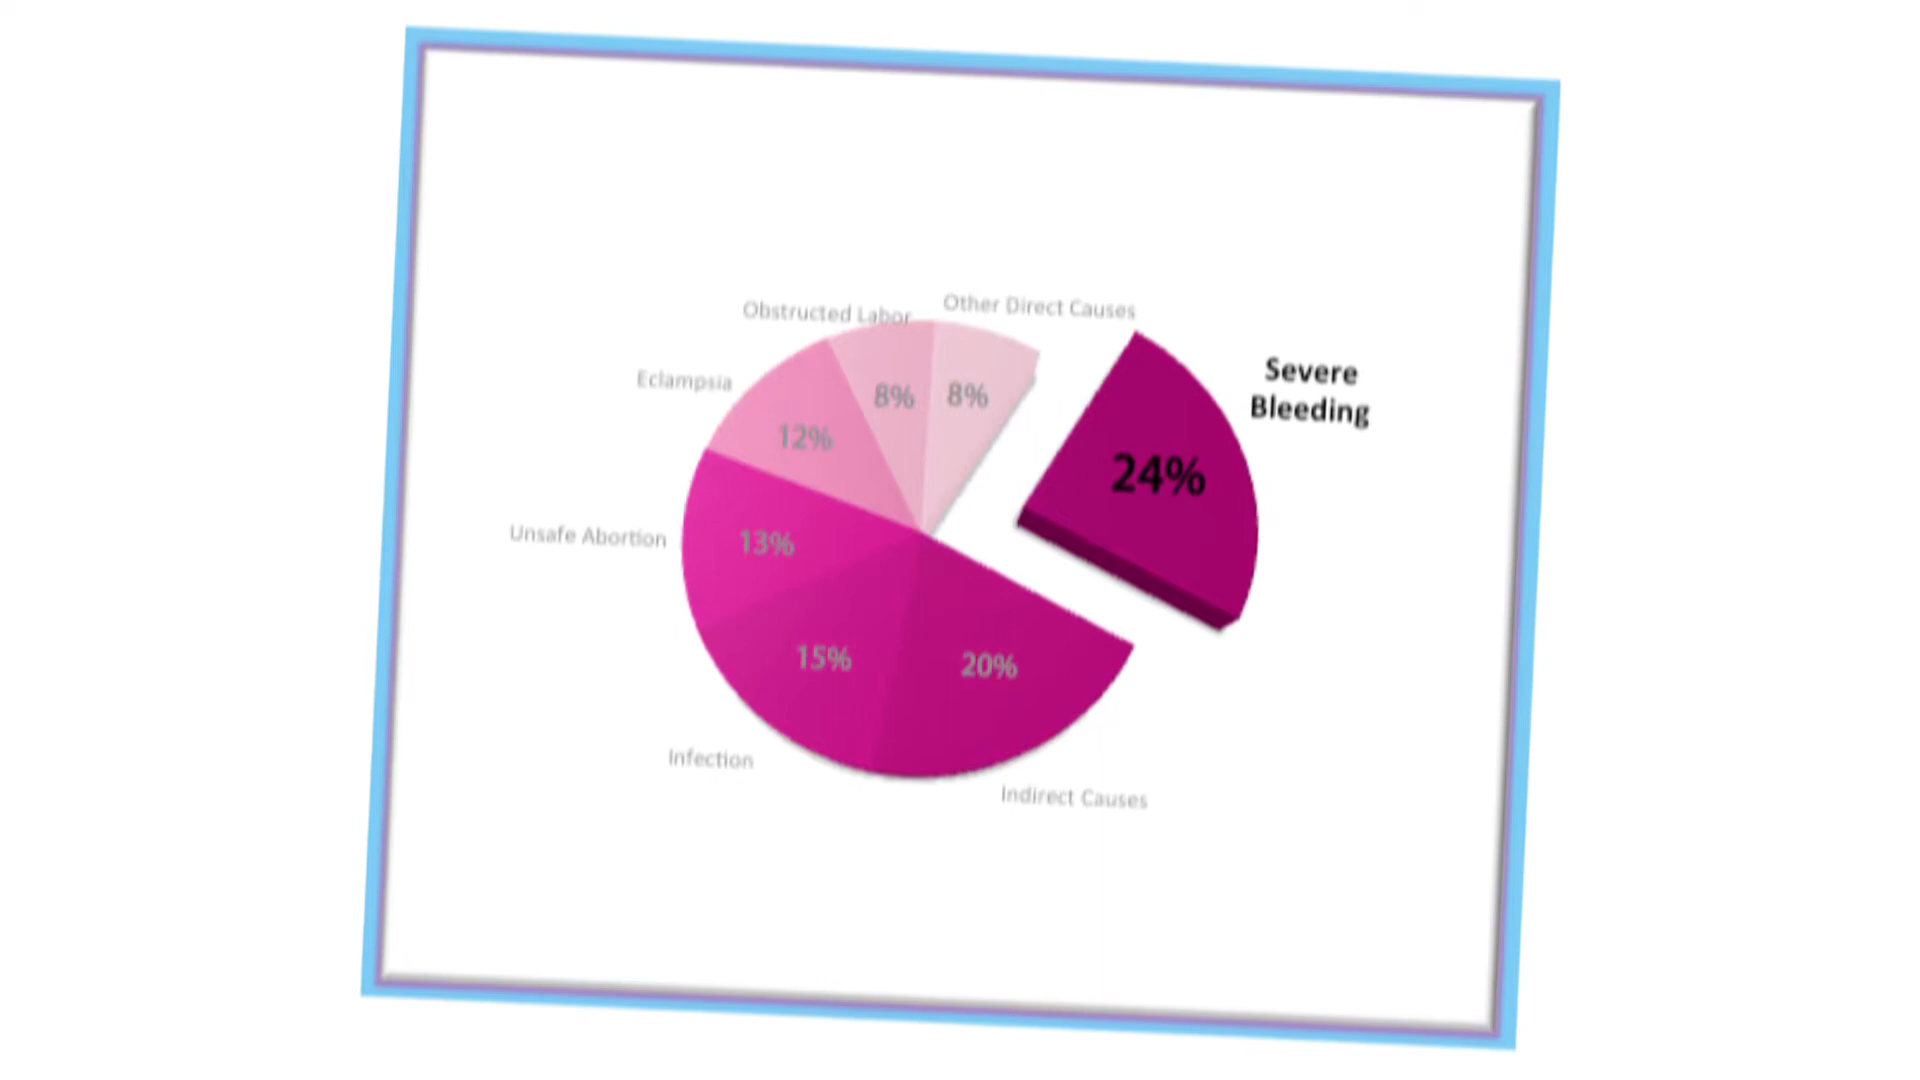 Other Direct Causes
Obstructed Labor
Severe
Bleeding
Eclampsia
8%
8%
12%
24%
Unsafe Abortion
13%
15%
20%
Infection
Indirect Causes